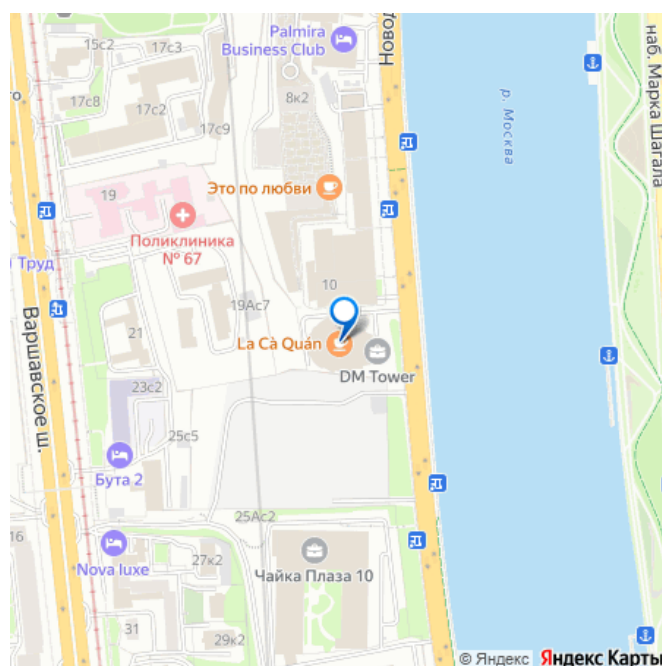 Palmira
Business Club
15с2
17с3
Новод
наб. Марка Шагала
17с8
17с2
17с9
8к2
р. Москва
Это по любви
19
Поликлиника
№ 67
Труд
10
19Ас7
Варшавское ш.
21
La Cà Quán
DM Tower
23с2
25с5
Бута 2
25Ас2
16
Чайка Плаза 10
27к2
Nova luxe
31
29к2
© Яндекс Яндекс Карты